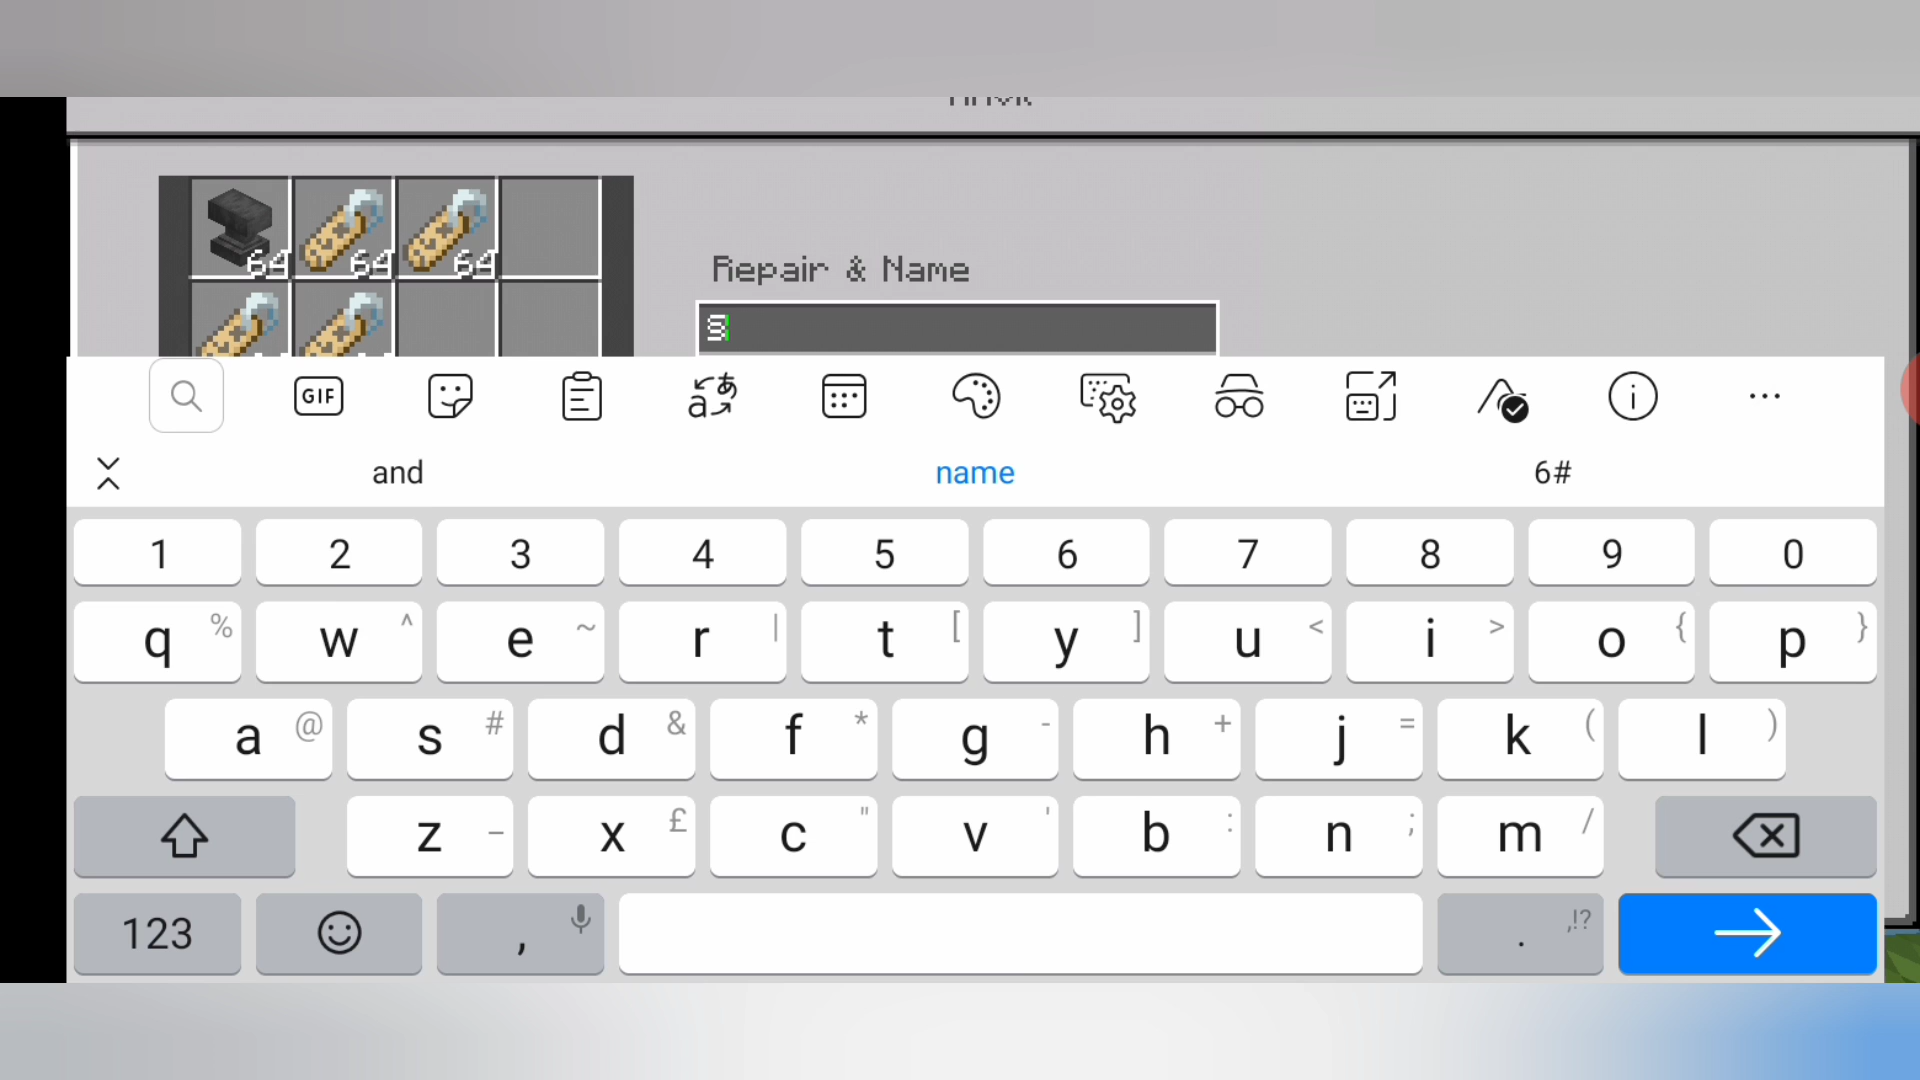 64 64 64
Repair & Name
GIF
and name 6#
1 2 3 4 5 6 7 8 9 0
q % w ^ e ~ r | t [ y ] u < i > o { p }
a @ s # d & f * g - h + j = k ( l )
z _ x £ c " v ' b : n ; m /
123 , . ,!?